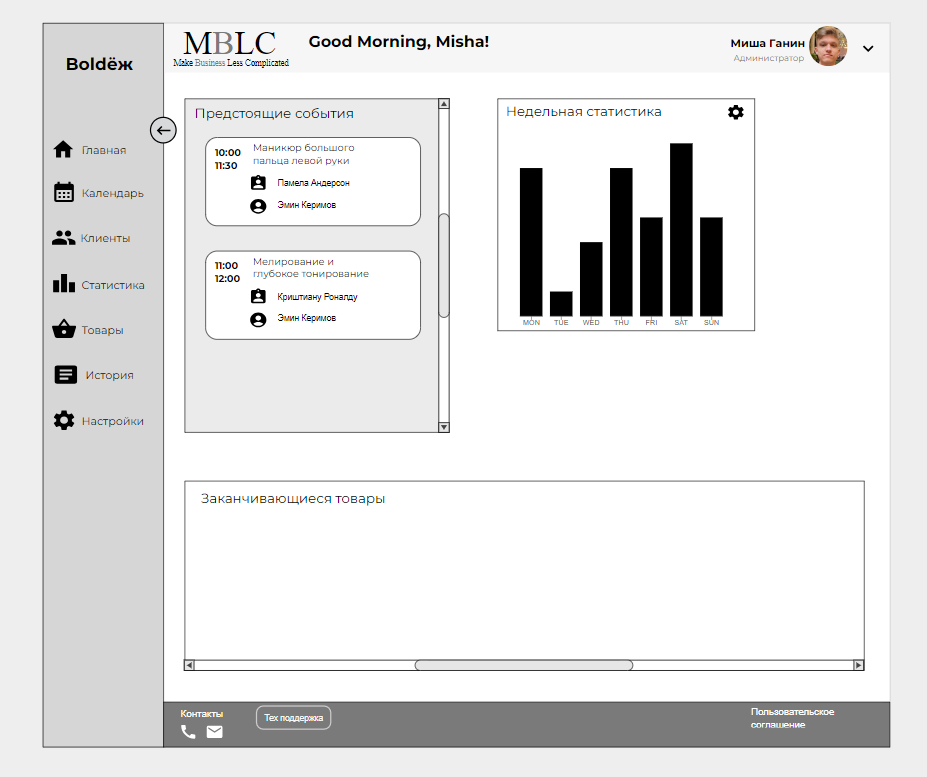 Boldёж
MBLC
Make Business Less Complicated
Good Morning, Misha!
Миша Ганин
Администратор
Главная
Календарь
Клиенты
Статистика
Товары
История
Настройки
Предстоящие события
10:00
11:30
Маникюр большого
пальца левой руки
Памела Андерсон
Эмин Керимов
11:00
12:00
Мелирование и
глубокое тонирование
Криштиану Роналду
Эмин Керимов
Недельная статистика
MON TUE WED THU FRI SAT SUN
Заканчивающиеся товары
Контакты
Тех поддержка
Пользовательское
соглашение